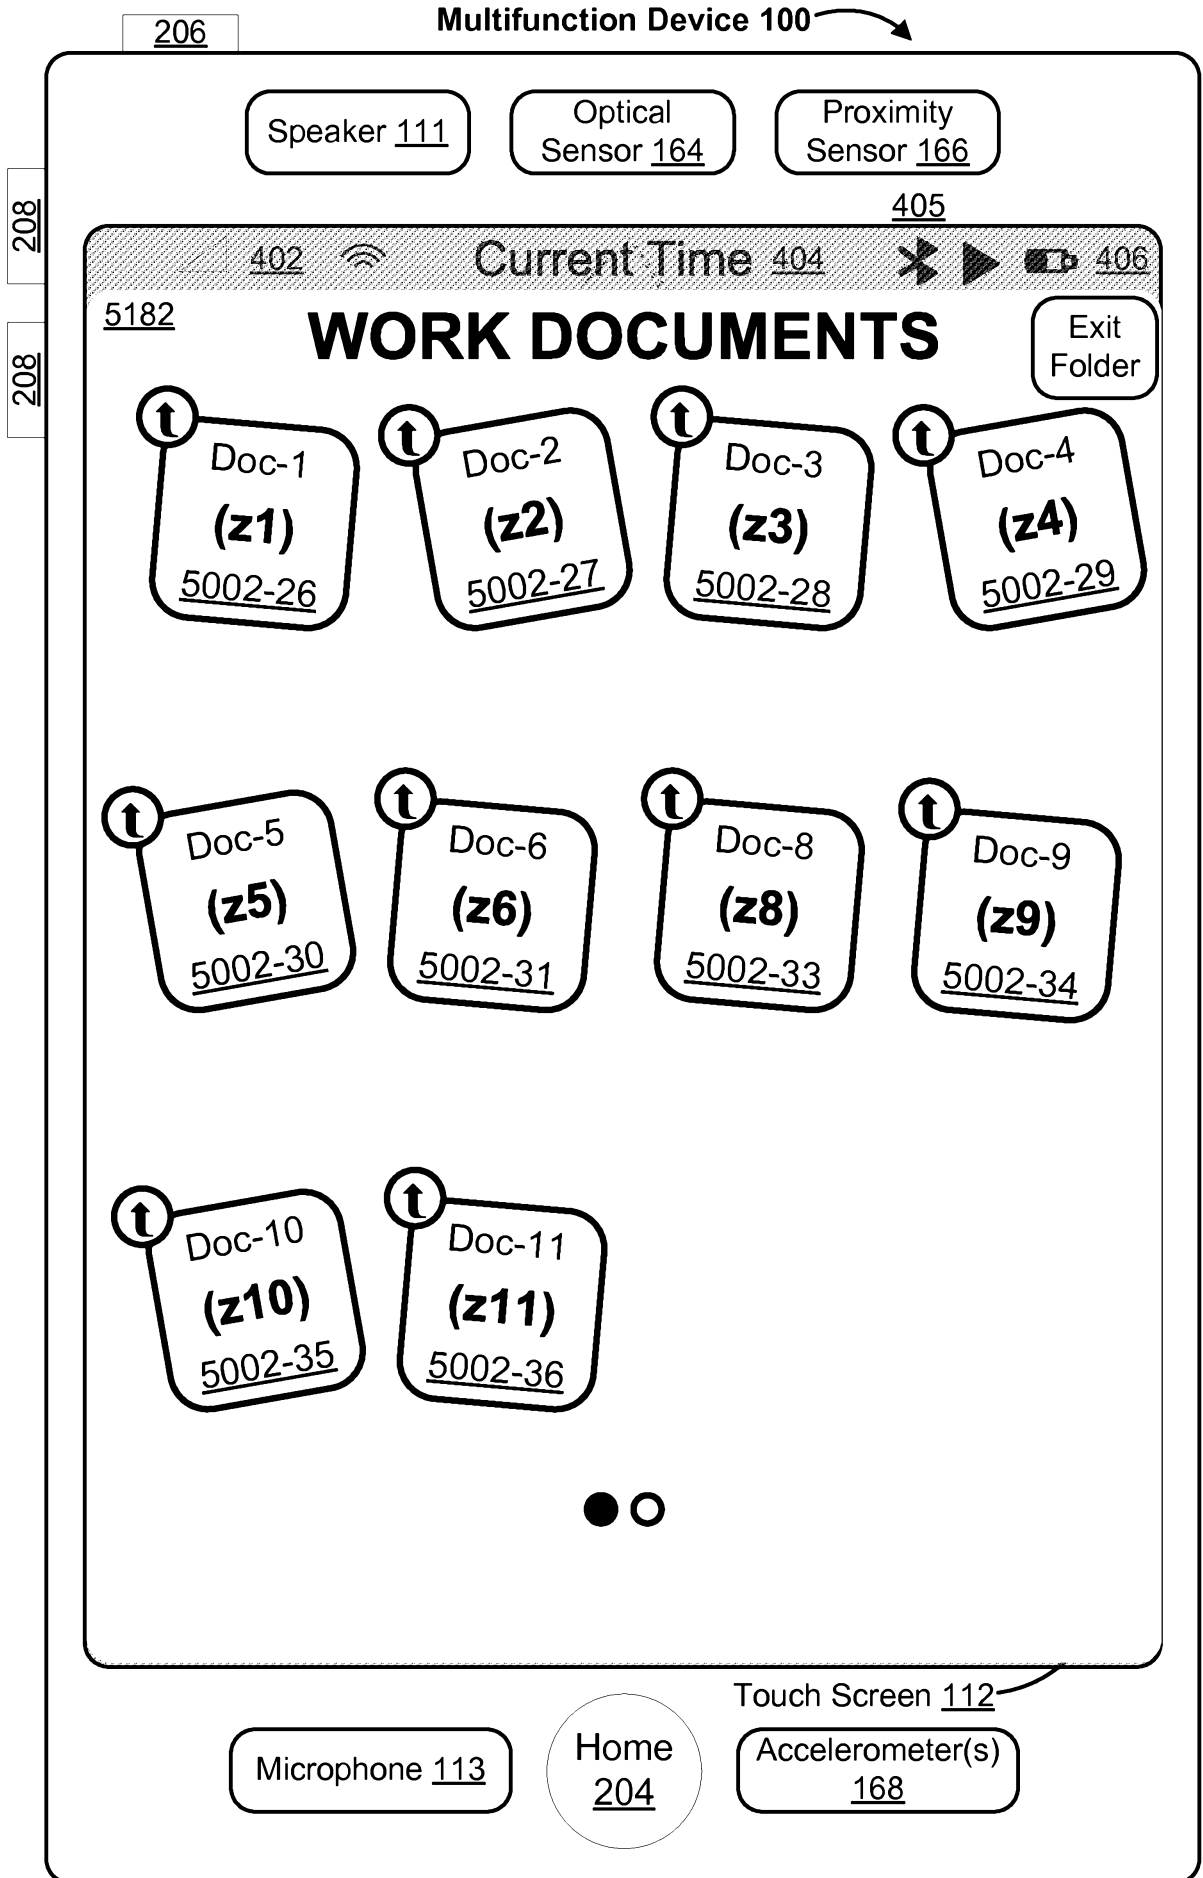 Multifunction Device 100
206
Speaker 111
Optical
Sensor 164
Proximity
Sensor 166
208
208
405
402
Current Time 404
406
5182
WORK DOCUMENTS
Exit
Folder
Doc-1
(z1)
5002-26
Doc-2
(z2)
5002-27
Doc-3
(z3)
5002-28
Doc-4
(z4)
5002-29
Doc-5
(z5)
5002-30
Doc-6
(z6)
5002-31
Doc-8
(z8)
5002-33
Doc-9
(z9)
5002-34
Doc-10
(z10)
5002-35
Doc-11
(z11)
5002-36
Touch Screen 112
Microphone 113
Home
204
Accelerometer(s)
168